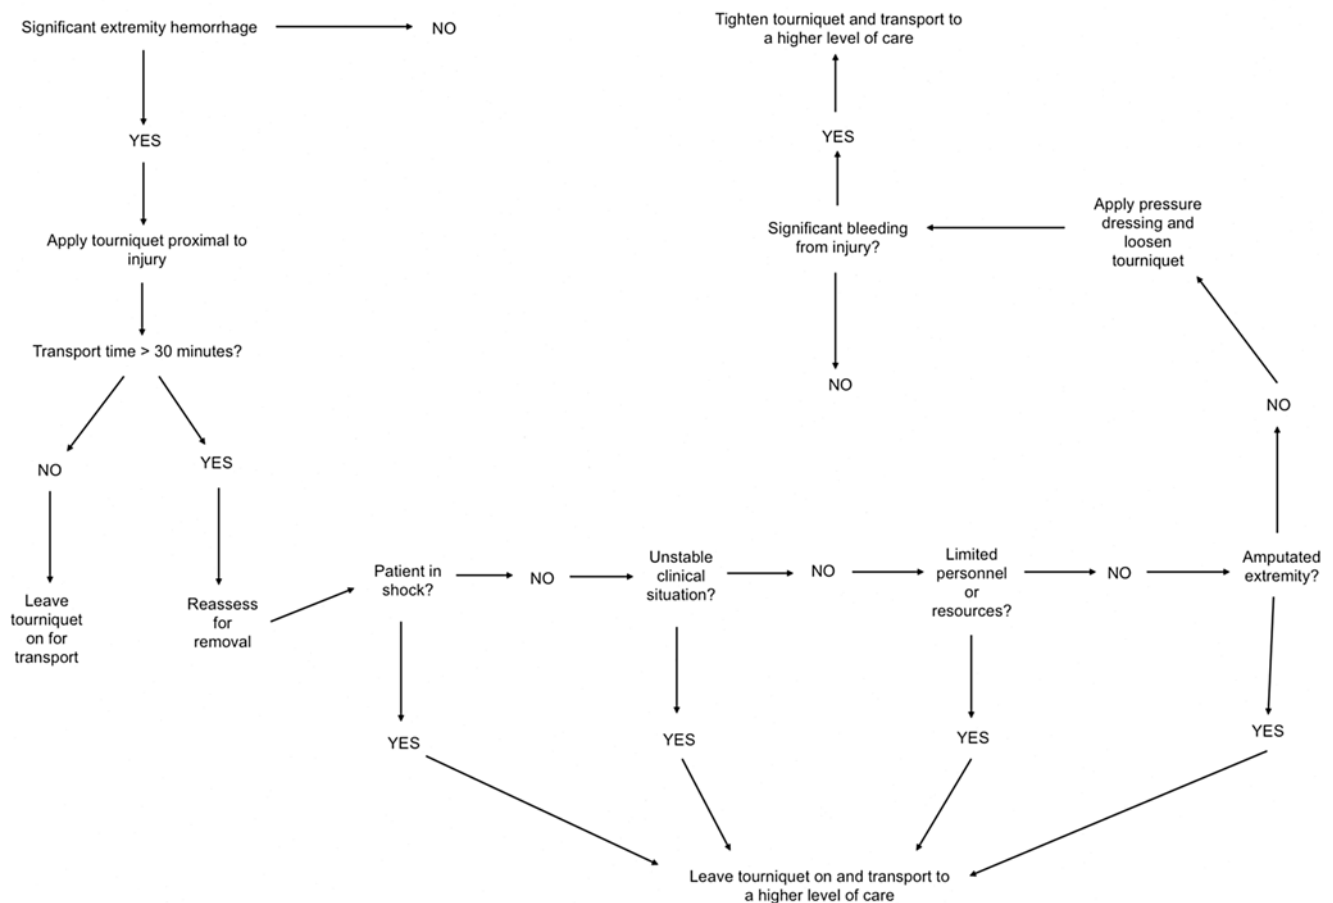 Significant extremity hemorrhage
NO
YES
Apply tourniquet proximal to
injury
Transport time > 30 minutes?
NO
YES
Leave
tourniquet
on for
transport
Reassess
for
removal
Patient in
shock?
NO
Unstable
clinical
situation?
NO
Limited
personnel
or
resources?
NO
Amputated
extremity?
YES
YES
YES
YES
Leave tourniquet on and transport to
a higher level of care
NO
Apply pressure
dressing and
loosen
tourniquet
Significant bleeding
from injury?
NO
YES
Tighten tourniquet and transport to
a higher level of care